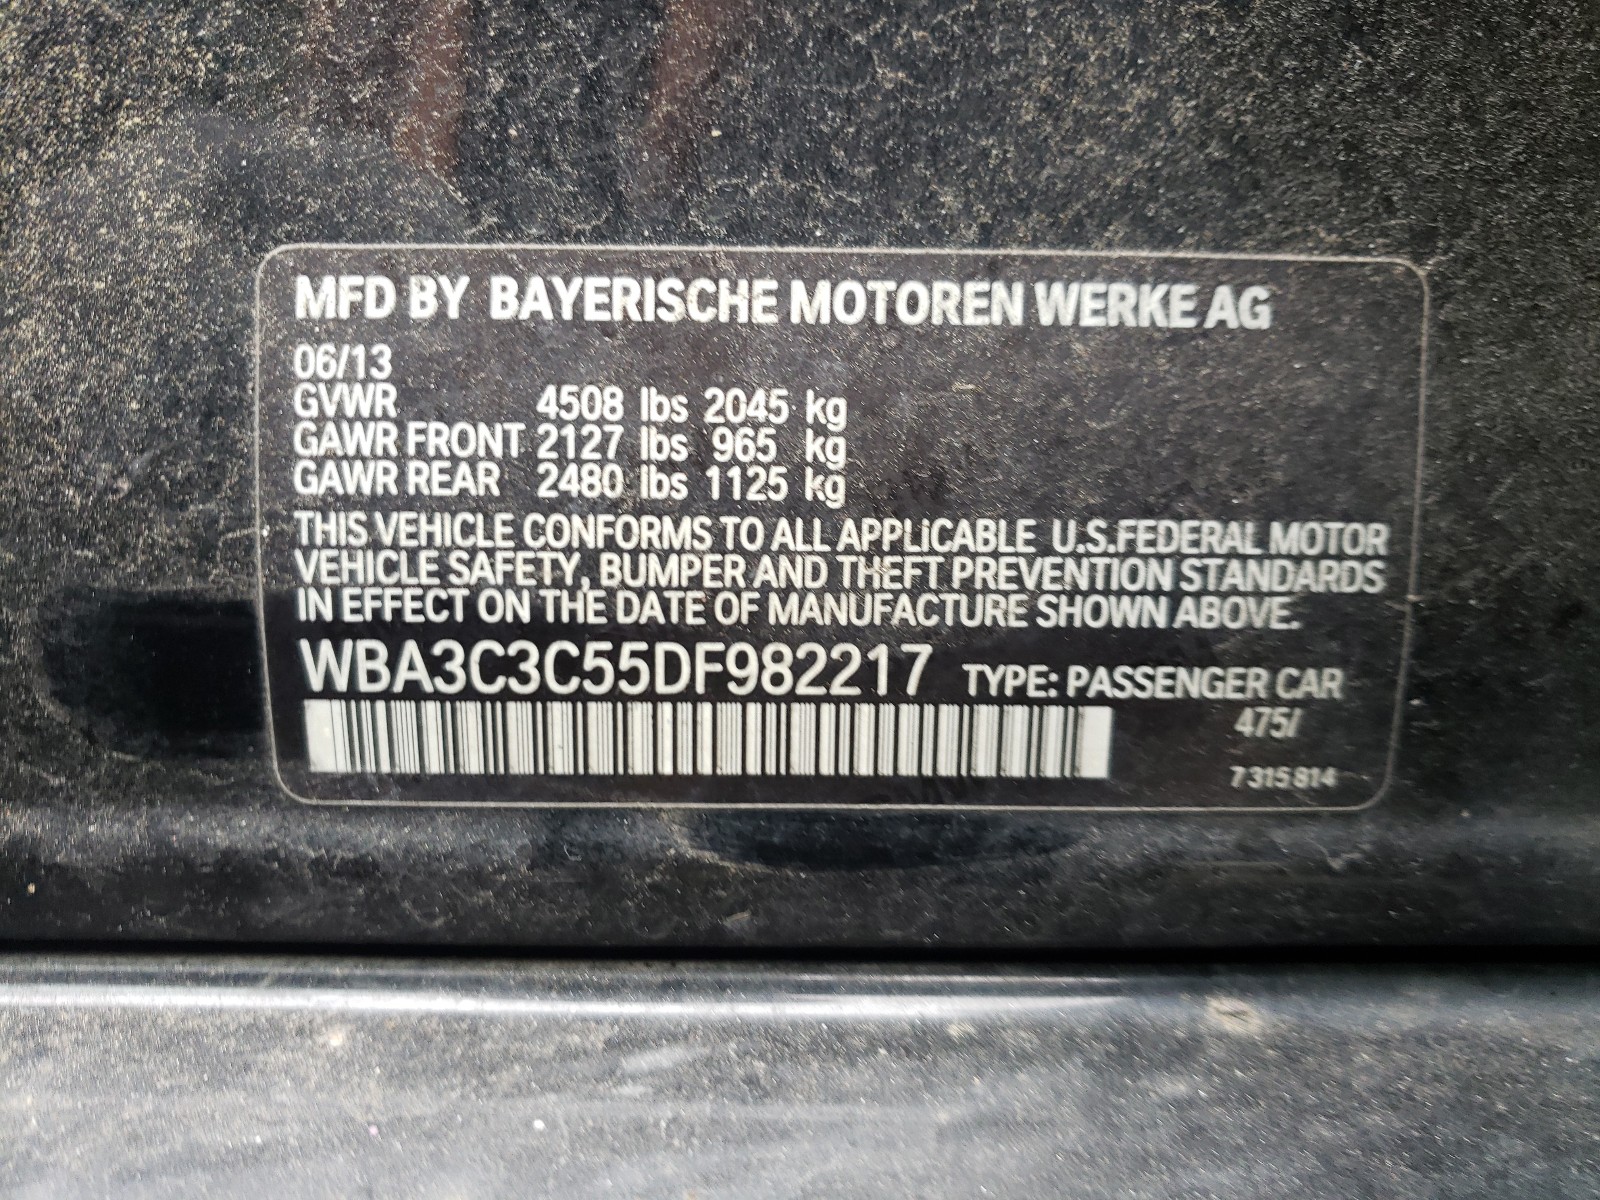 MFD BY BAYERISCHE MOTOREN WERKE AG
06/13
GVWR 4508 lbs 2045 kg
GAWR FRONT 2127 lbs 965 kg
GAWR REAR 2480 lbs 1125 kg
THIS VEHICLE CONFORMS TO ALL APPLiCABLE U.S.FEDERAL MOTOR
VEHICLE SAFETY, BUMPER AND THEFT PREVENTION STANDARDS
IN EFFECT ON THE DATE OF MANUFACTURE SHOWN ABOVE.
WBA3C3C55DF982217 TYPE: PASSENGER CAR
475/
7 315 814